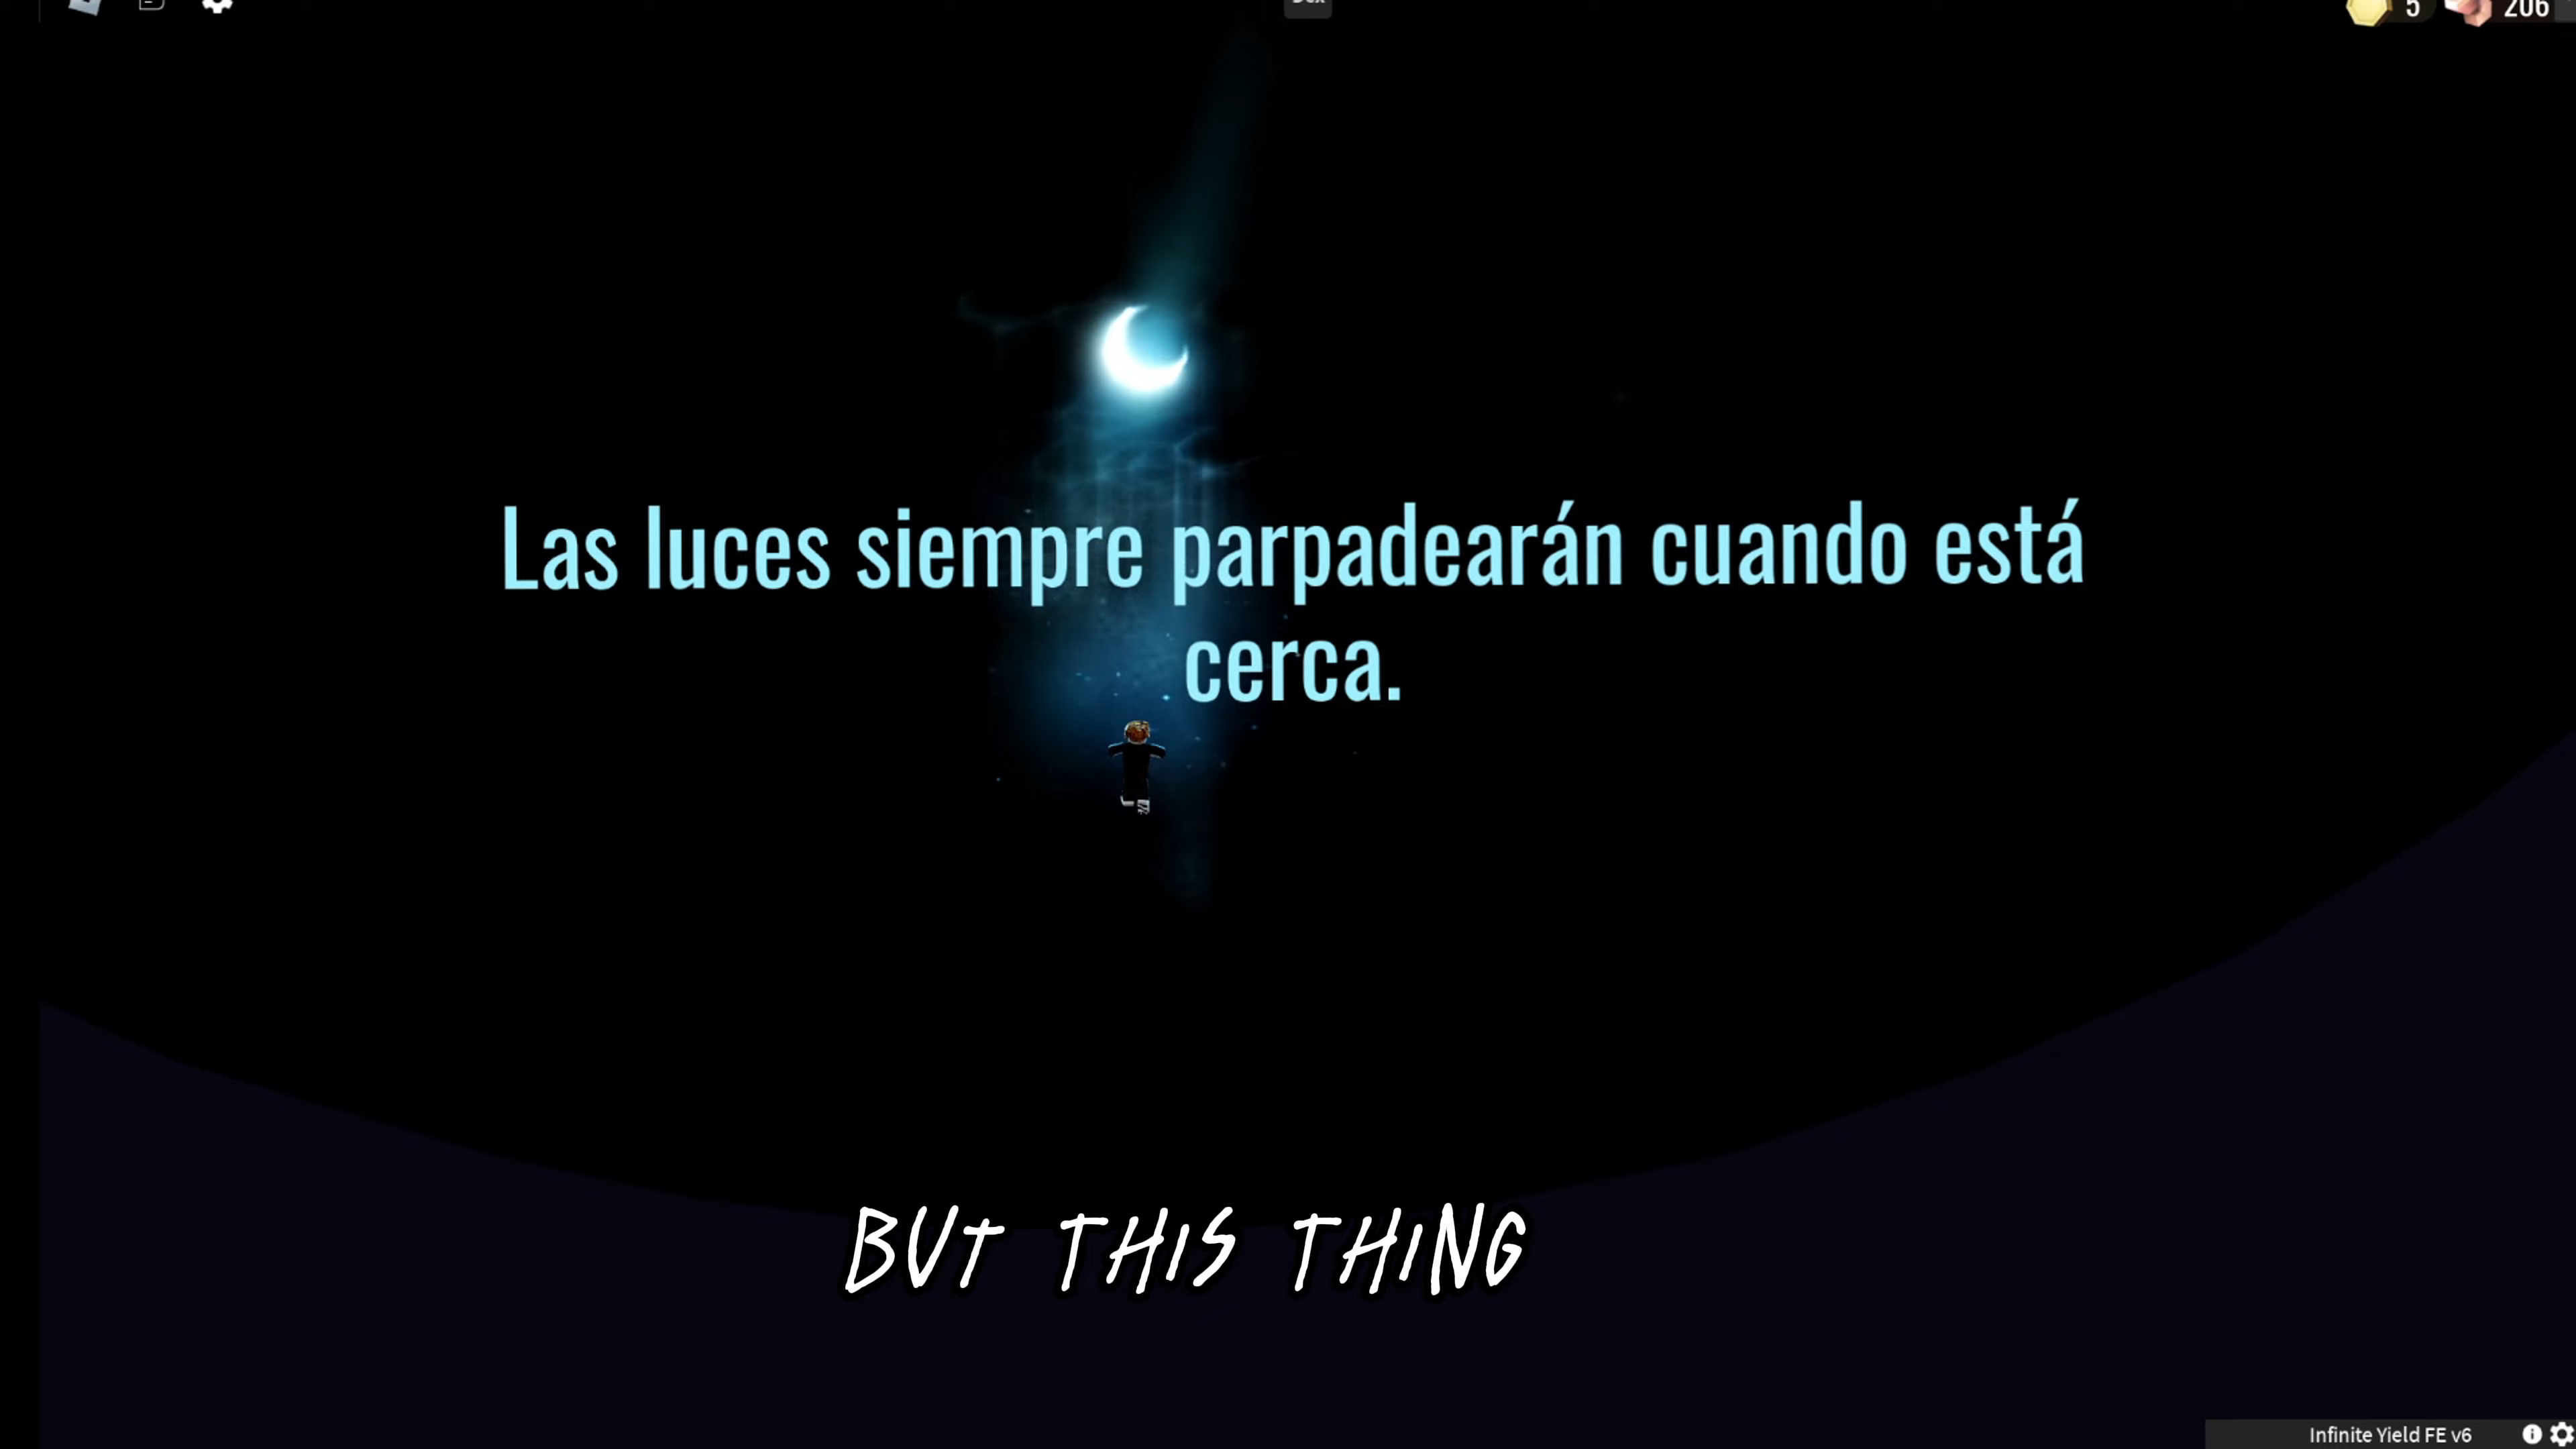 5 206
Las luces siempre parpadearán cuando está
cerca.
BUT THIS THING
Infinite Yield FE v6